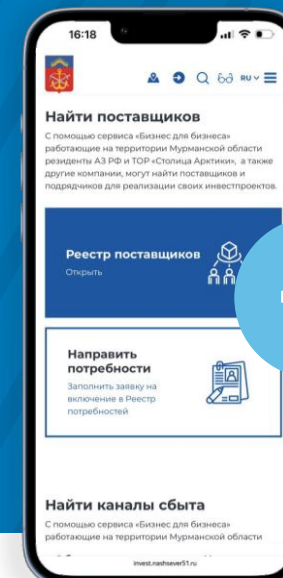 16:18
RU
Найти поставщиков
С помощью сервиса «Бизнес для бизнеса»
работающие на территории Мурманской области
резиденты АЗ РФ и ТОР «Столица Арктики», а также
другие компании, могут найти поставщиков и
подрядчиков для реализации своих инвестпроектов.
Реестр поставщиков
Открыть
Направить
потребности
Заполнить заявку на
включение в Реестр
потребностей
Найти каналы сбыта
С помощью сервиса «Бизнес для бизнеса»
работающие на территории Мурманской области
invest.nashsever51.ru